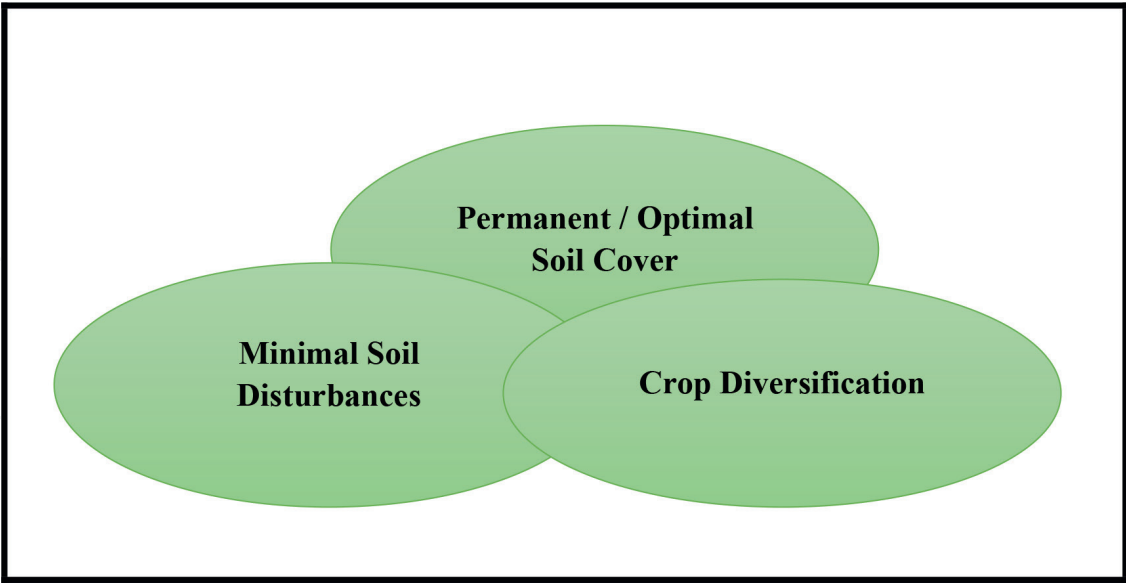 Permanent / Optimal
Soil Cover
Minimal Soil
Disturbances
Crop Diversification